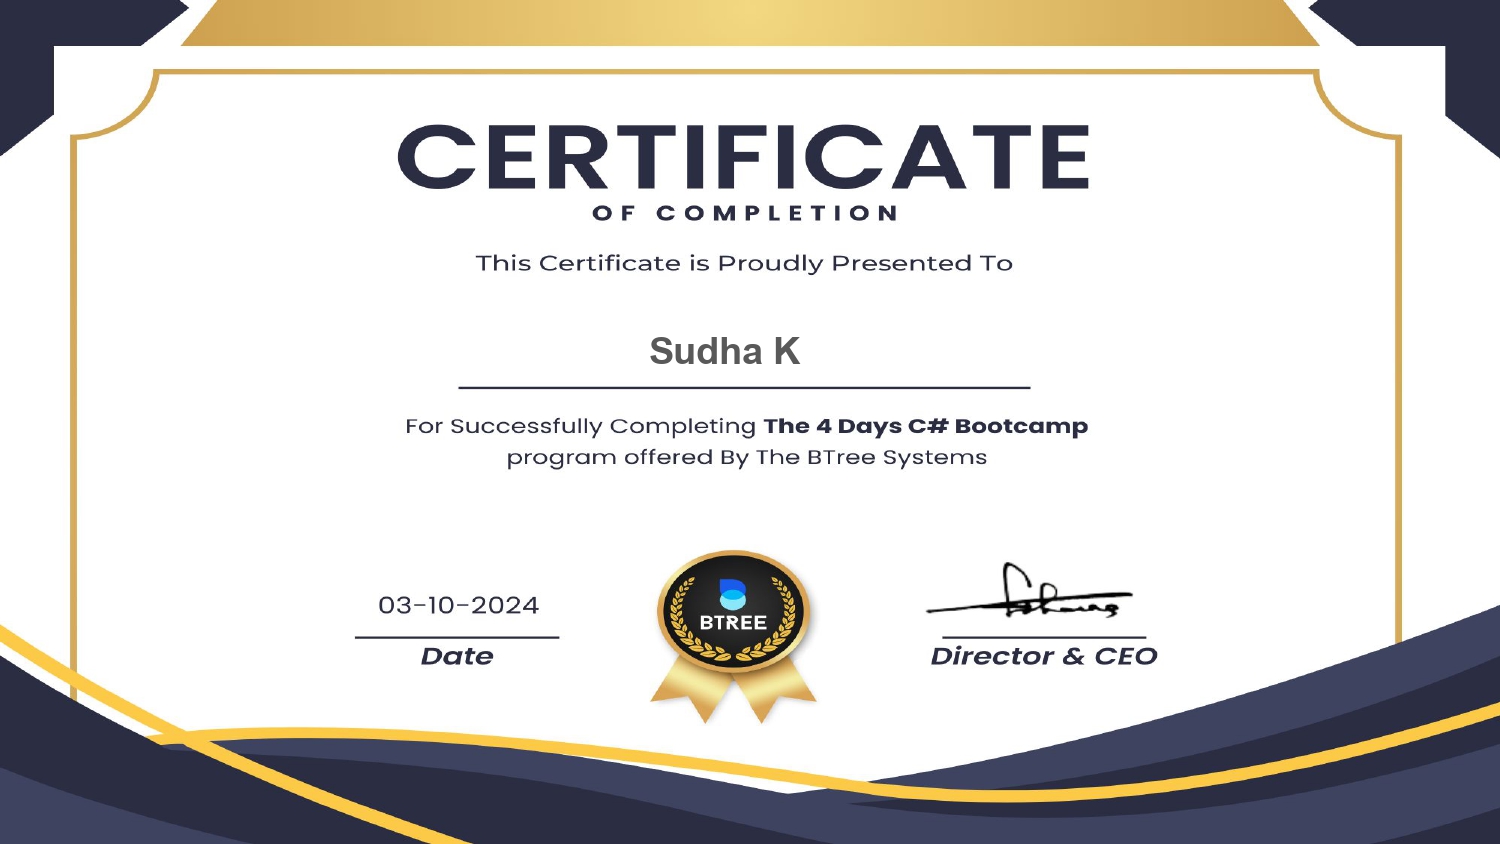 CERTIFICATE
OF COMPLETION
This Certificate is Proudly Presented To
Sudha K
For Successfully Completing The 4 Days C# Bootcamp
program offered By The BTree Systems
03-10-2024
BTREE
Date
Director & CEO